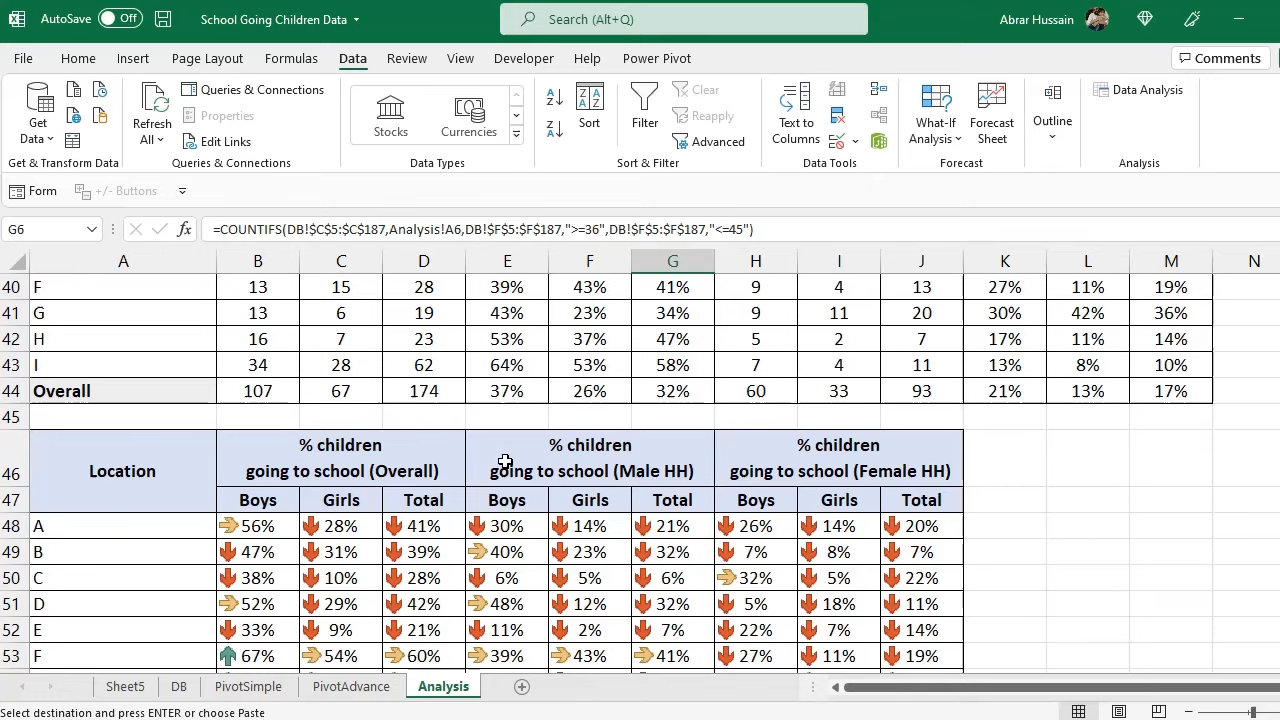 AutoSave Off School Going Children Data Search (Alt+Q) Abrar Hussain
File Home Insert Page Layout Formulas Data Review View Developer Help Power Pivot Comments
Get Data
Refresh All
Queries & Connections
Properties
Edit Links
Stocks Currencies
Sort
Filter
Clear
Reapply
Advanced
Text to Columns
What-If Analysis
Forecast Sheet
Outline
Data Analysis
Get & Transform Data Queries & Connections Data Types Sort & Filter Data Tools Forecast Analysis
Form +/- Buttons
G6 fx =COUNTIFS(DB!$C$5:$C$187,Analysis!A6,DB!$F$5:$F$187,">=36",DB!$F$5:$F$187,"<=45")
A B C D E F G H I J K L M N
40 F 13 15 28 39% 43% 41% 9 4 13 27% 11% 19%
41 G 13 6 19 43% 23% 34% 9 11 20 30% 42% 36%
42 H 16 7 23 53% 37% 47% 5 2 7 17% 11% 14%
43 I 34 28 62 64% 53% 58% 7 4 11 13% 8% 10%
44 Overall 107 67 174 37% 26% 32% 60 33 93 21% 13% 17%
45
46 Location % children going to school (Overall) % children going to school (Male HH) % children going to school (Female HH)
47 Boys Girls Total Boys Girls Total Boys Girls Total
48 A 56% 28% 41% 30% 14% 21% 26% 14% 20%
49 B 47% 31% 39% 40% 23% 32% 7% 8% 7%
50 C 38% 10% 28% 6% 5% 6% 32% 5% 22%
51 D 52% 29% 42% 48% 12% 32% 5% 18% 11%
52 E 33% 9% 21% 11% 2% 7% 22% 7% 14%
53 F 67% 54% 60% 39% 43% 41% 27% 11% 19%
Sheet5 DB PivotSimple PivotAdvance Analysis
Select destination and press ENTER or choose Paste